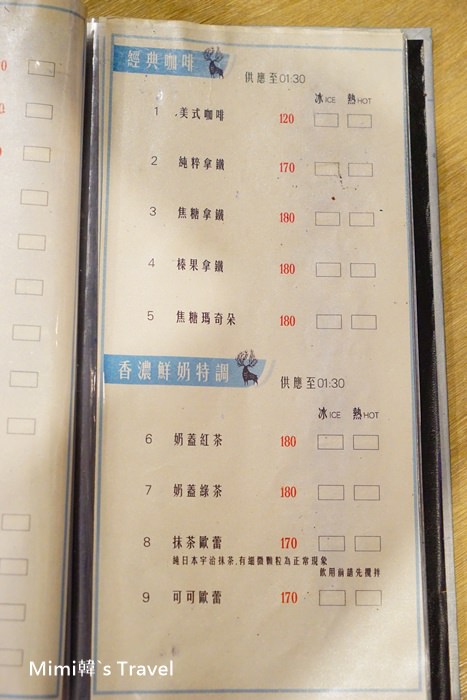 經典咖啡
供應至01:30
冰ICE 熱HOT
1 美式咖啡 120
2 純粹拿鐵 170
3 焦糖拿鐵 180
4 榛果拿鐵 180
5 焦糖瑪奇朵 180
香濃鮮奶特調
供應至01:30
冰ICE 熱HOT
6 奶蓋紅茶 180
7 奶蓋綠茶 180
8 抹茶歐蕾 170
純日本宇治抹茶,有細微顆粒為正常現象
飲用前請先攪拌
9 可可歐蕾 170
Mimi韓`s Travel